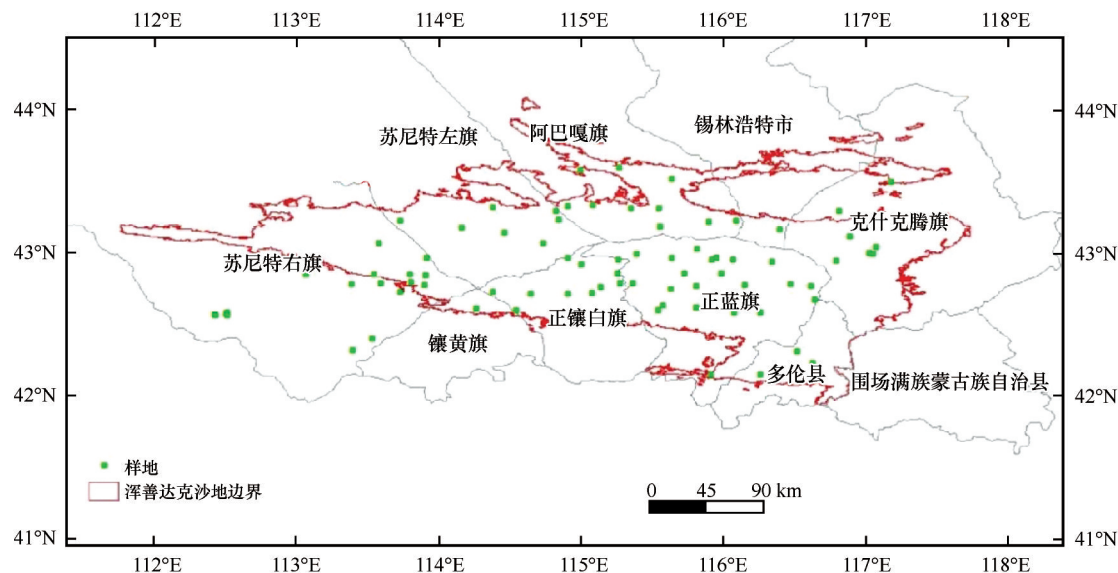 112°E 113°E 114°E 115°E 116°E 117°E 118°E
44°N 44°N
锡林浩特市
阿巴嘎旗
苏尼特左旗
克什克腾旗
43°N 43°N
苏尼特右旗
正蓝旗
正镶白旗
镶黄旗
多伦县
围场满族蒙古族自治县
42°N 42°N
样地
浑善达克沙地边界
0 45 90 km
41°N 41°N
112°E 113°E 114°E 115°E 116°E 117°E 118°E